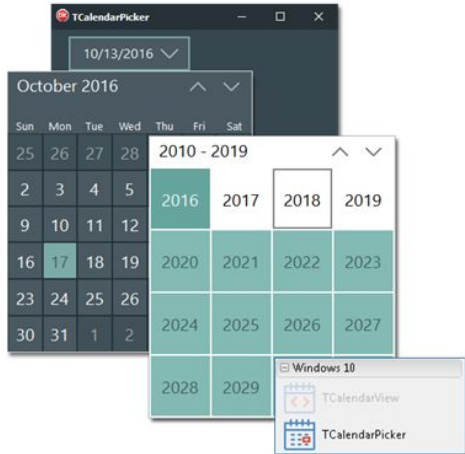 TCalendarPicker
10/13/2016
October 2016
Sun Mon Tue Wed Thu Fri Sat
25 26 27 28
2 3 4 5
9 10 11 12
16 17 18 19
23 24 25 26
30 31 1 2
2010 - 2019
2016 2017 2018 2019
2020 2021 2022 2023
2024 2025 2026 2027
2028 2029
Windows 10
TCalendarView
TCalendarPicker